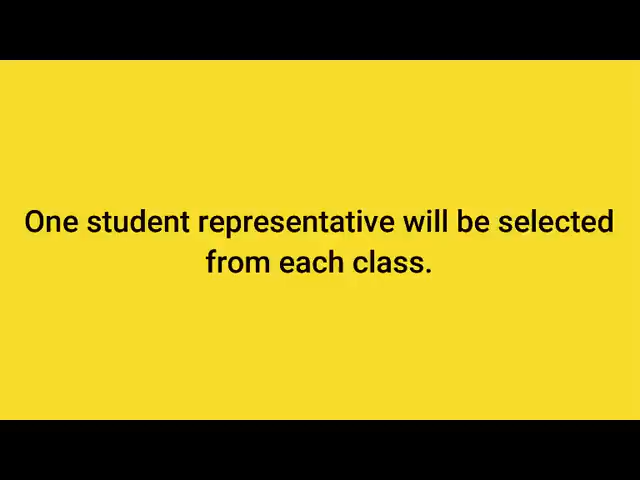 One student representative will be selected
from each class.